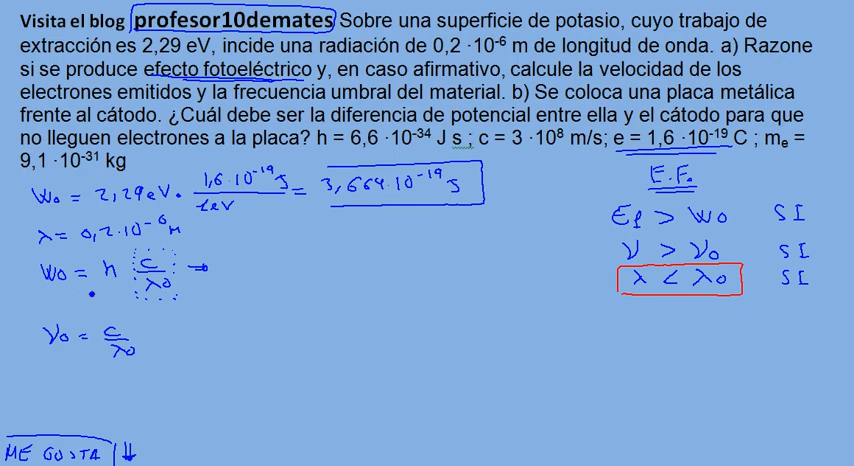 Visita el blog profesor10demates Sobre una superficie de potasio, cuyo trabajo de
extracción es 2,29 eV, incide una radiación de 0,2 ·10⁻⁶ m de longitud de onda. a) Razone
si se produce efecto fotoeléctrico y, en caso afirmativo, calcule la velocidad de los
electrones emitidos y la frecuencia umbral del material. b) Se coloca una placa metálica
frente al cátodo. ¿Cuál debe ser la diferencia de potencial entre ella y el cátodo para que
no lleguen electrones a la placa? h = 6,6 ·10⁻³⁴ J s ; c = 3 ·10⁸ m/s; e = 1,6 ·10⁻¹⁹ C ; mₑ =
9,1 ·10⁻³¹ kg
W₀ = 2,29 eV · 1,6·10⁻¹⁹ J / 1 eV = 3,664·10⁻¹⁹ J
E.F.
λ = 0,2·10⁻⁶ M
Ef > W₀ SI
ν > ν₀ SI
W₀ = h c/λ₀ →
λ < λ₀ SI
ν₀ = c/λ₀
ME GUSTA ↓